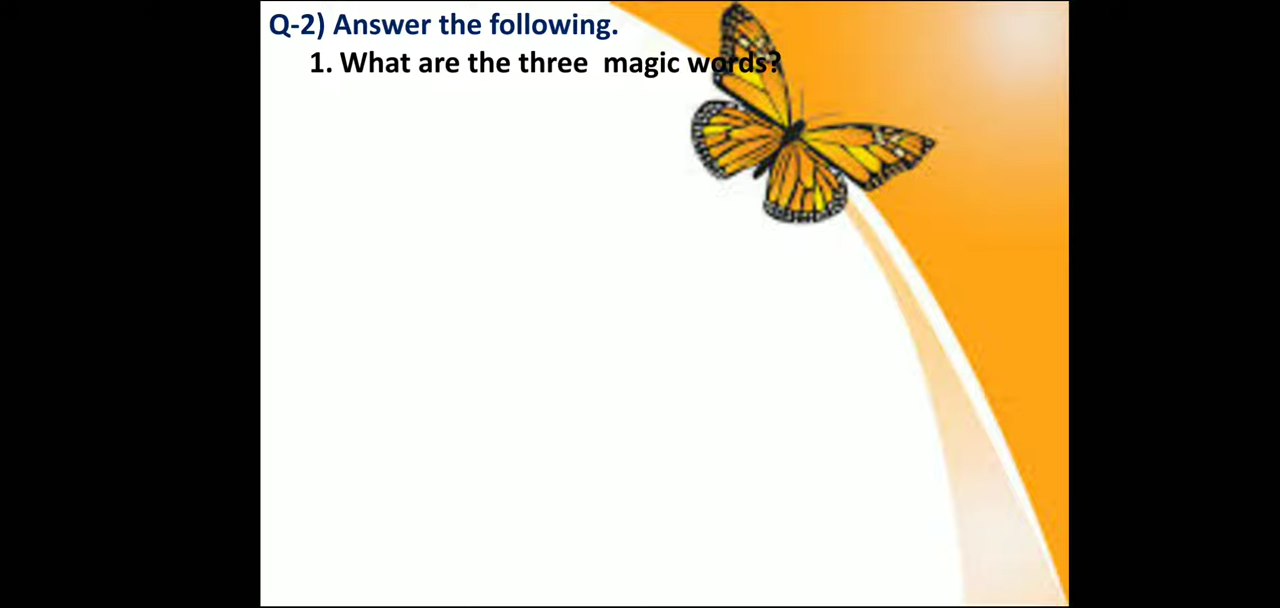 Q-2) Answer the following.
1. What are the three  magic words?